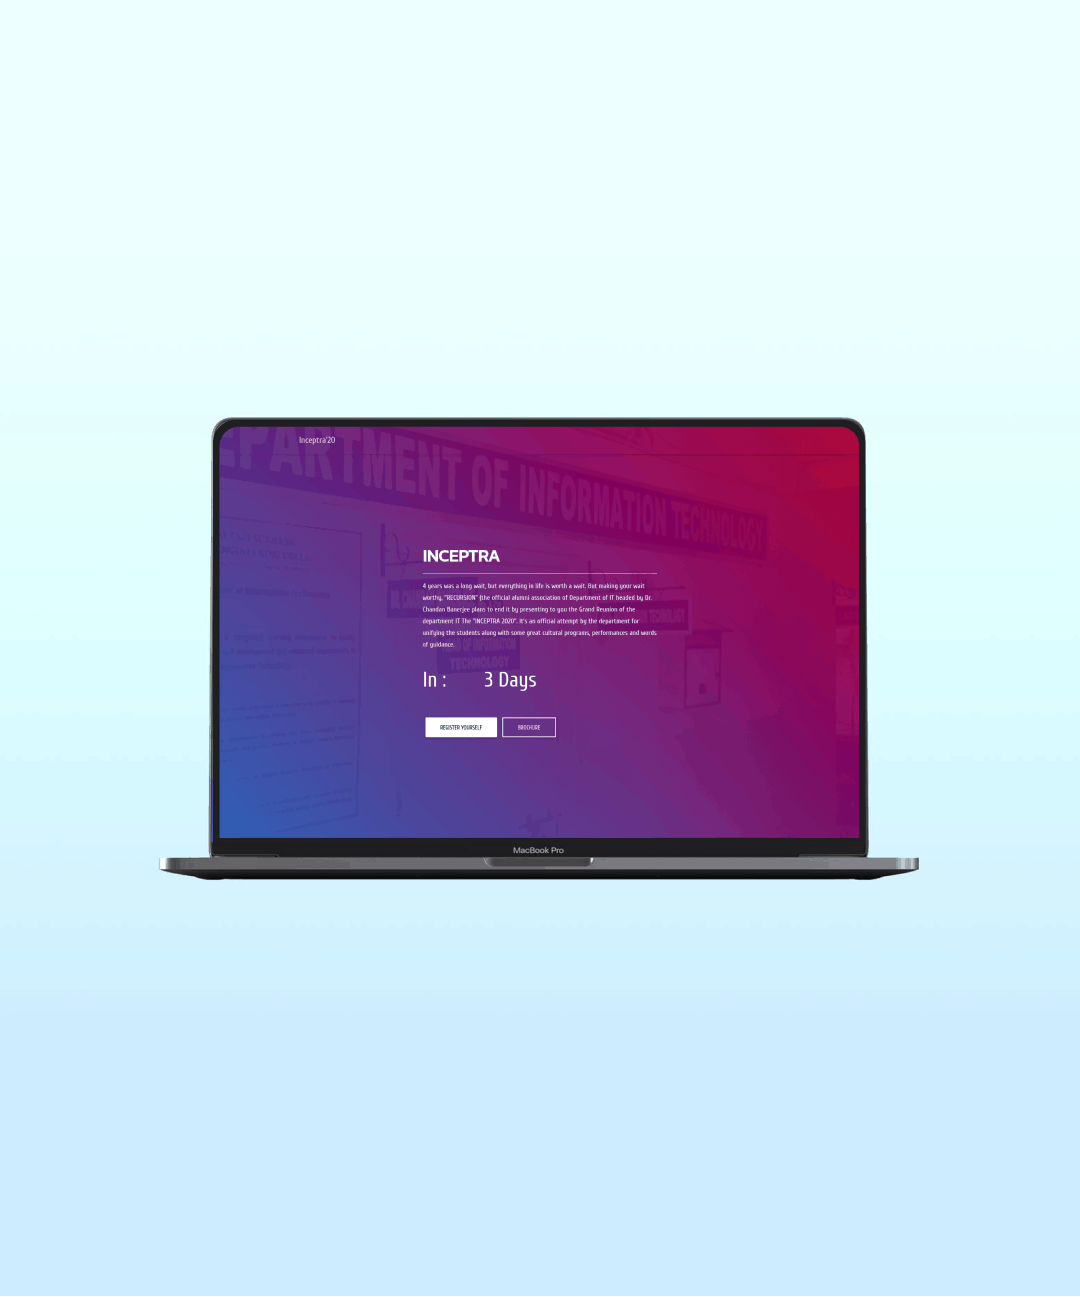 Inceptra'20
DEPARTMENT OF INFORMATION TECHNOLOGY
INCEPTRA
4 years was a long wait, but everything in life is worth a wait. But making your wait
worthy, "RECURSION" (the official alumni association of Department of IT headed by Dr.
Chandan Banerjee plans to end it by presenting to you the Grand Reunion of the
department IT The "INCEPTRA 2020". It's an official attempt by the department for
unifying the students along with some great cultural programs, performances and words
of guidance.
OF INFORMATION
TECHNOLOGY
In : 3 Days
REGISTER YOURSELF BROCHURE
MacBook Pro